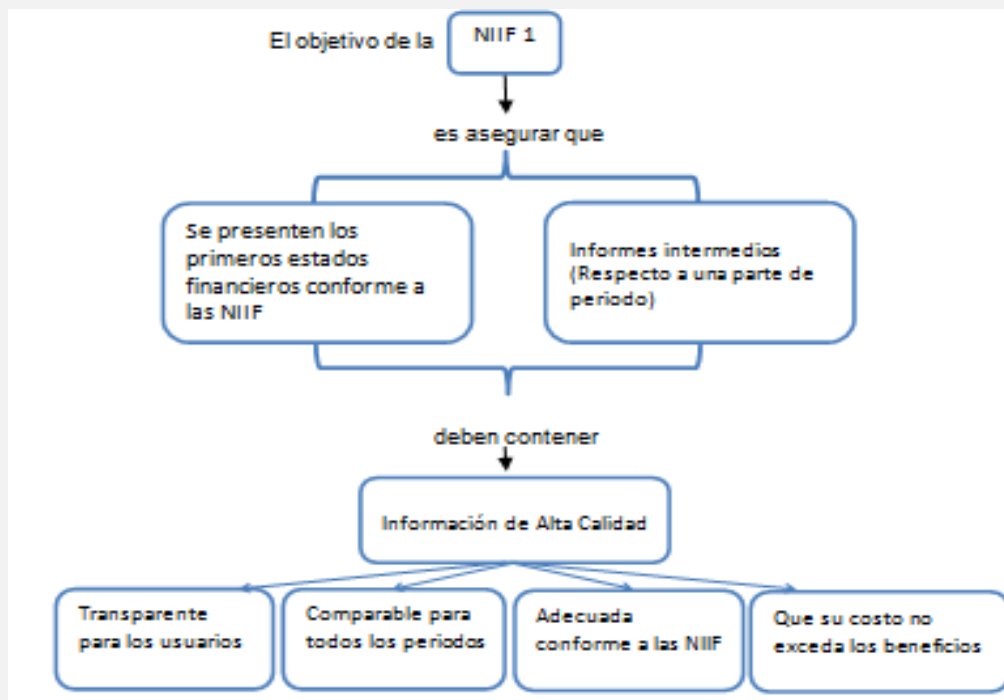 El objetivo de la
NIIF 1
es asegurar que
Se presenten los
primeros estados
financieros conforme a
las NIIF
Informes intermedios
(Respecto a una parte de
periodo)
deben contener
Información de Alta Calidad
Transparente
para los usuarios
Comparable para
todos los periodos
Adecuada
conforme a las NIIF
Que su costo no
exceda los beneficios